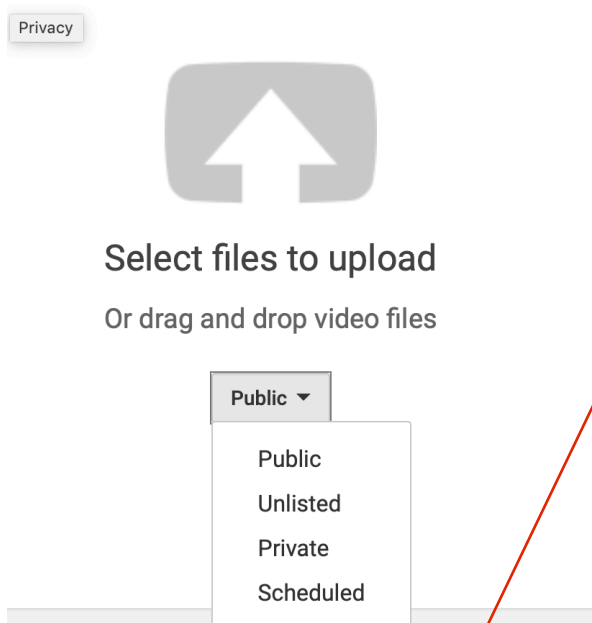 Privacy
Select files to upload
Or drag and drop video files
Public
Public
Unlisted
Private
Scheduled